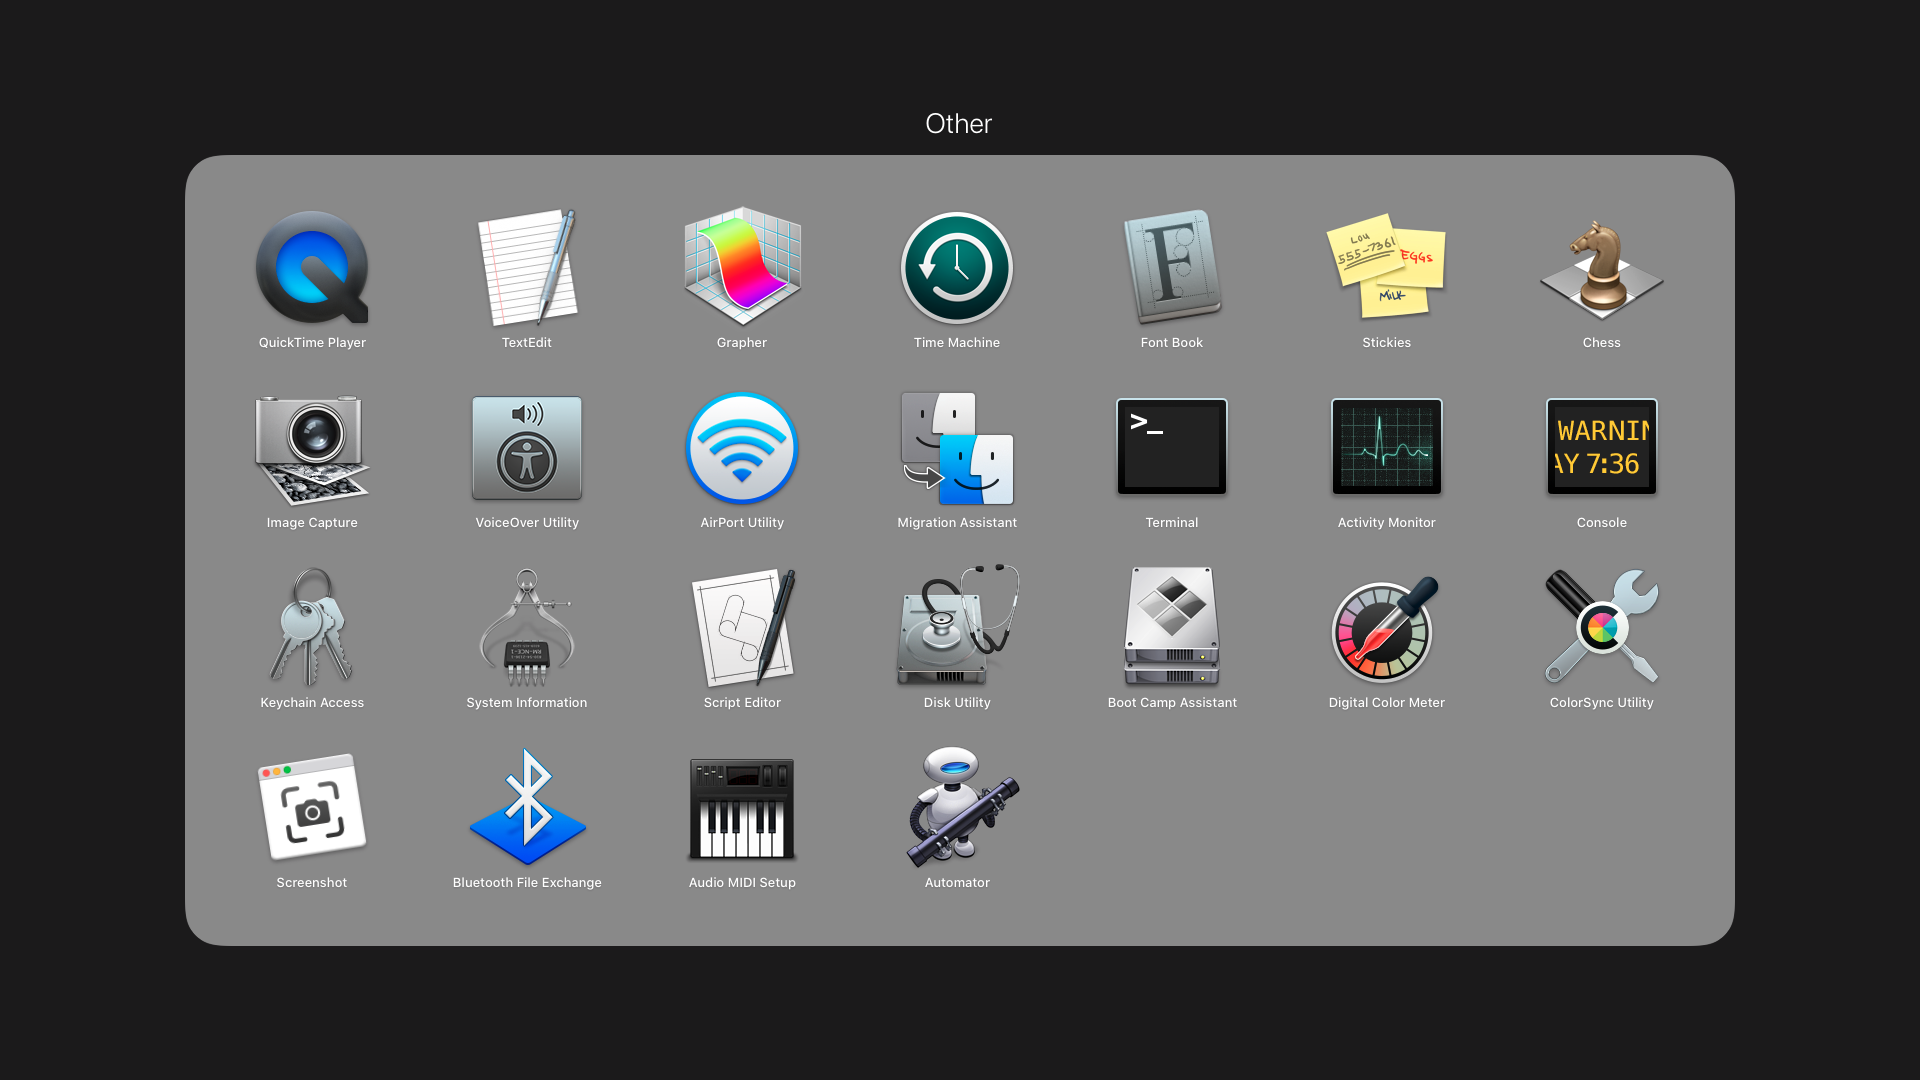 Other
QuickTime Player
TextEdit
Grapher
Time Machine
Font Book
Stickies
Chess
Lou
555-7361
EGGs
MILK
F
Image Capture
VoiceOver Utility
AirPort Utility
Migration Assistant
Terminal
Activity Monitor
Console
>_
WARNIN
AY 7:36
Keychain Access
System Information
Script Editor
Disk Utility
Boot Camp Assistant
Digital Color Meter
ColorSync Utility
Screenshot
Bluetooth File Exchange
Audio MIDI Setup
Automator